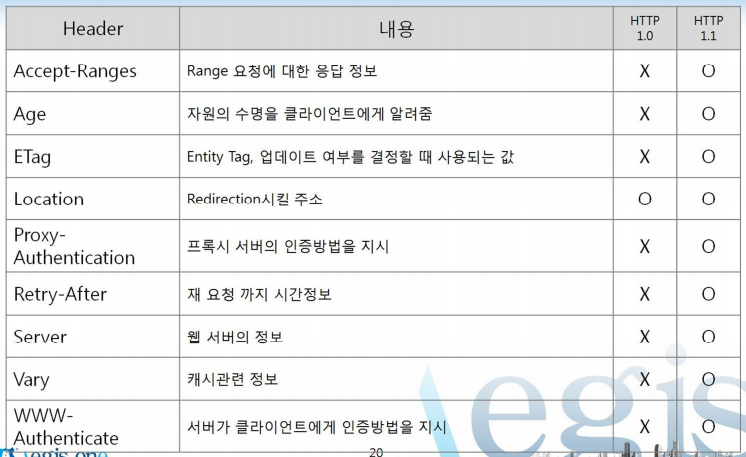 Header 내용 HTTP 1.0 HTTP 1.1
Accept-Ranges Range 요청에 대한 응답 정보 X O
Age 자원의 수명을 클라이언트에게 알려줌 X O
ETag Entity Tag, 업데이트 여부를 결정할 때 사용되는 값 X O
Location Redirection시킬 주소 O O
Proxy-
Authentication 프록시 서버의 인증방법을 지시 X O
Retry-After 재 요청 까지 시간정보 X O
Server 웹 서버의 정보 X O
Vary 캐시관련 정보 X O
WWW-
Authenticate 서버가 클라이언트에게 인증방법을 지시 X O
Aegis one
20
Aegis